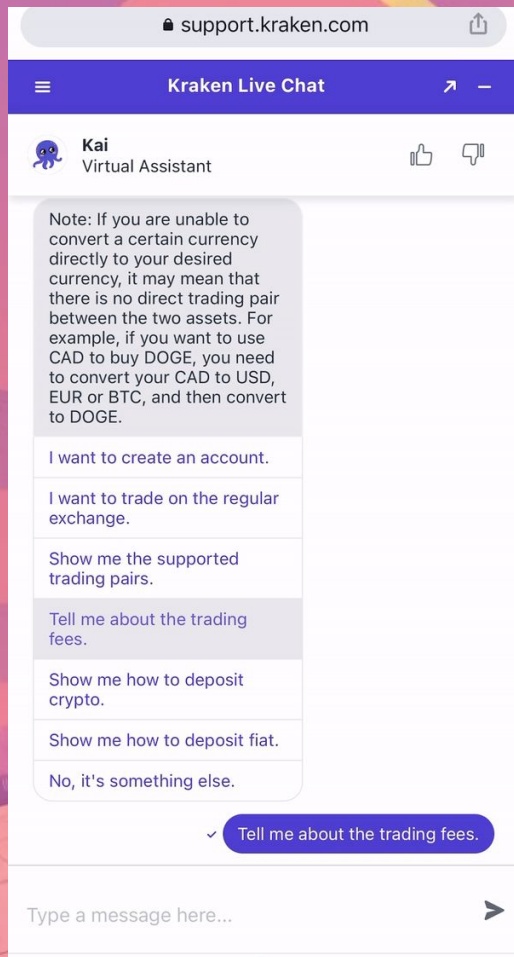 support.kraken.com
Kraken Live Chat
Kai
Virtual Assistant
Note: If you are unable to
convert a certain currency
directly to your desired
currency, it may mean that
there is no direct trading pair
between the two assets. For
example, if you want to use
CAD to buy DOGE, you need
to convert your CAD to USD,
EUR or BTC, and then convert
to DOGE.
I want to create an account.
I want to trade on the regular
exchange.
Show me the supported
trading pairs.
Tell me about the trading
fees.
Show me how to deposit
crypto.
Show me how to deposit fiat.
No, it's something else.
Tell me about the trading fees.
Type a message here...